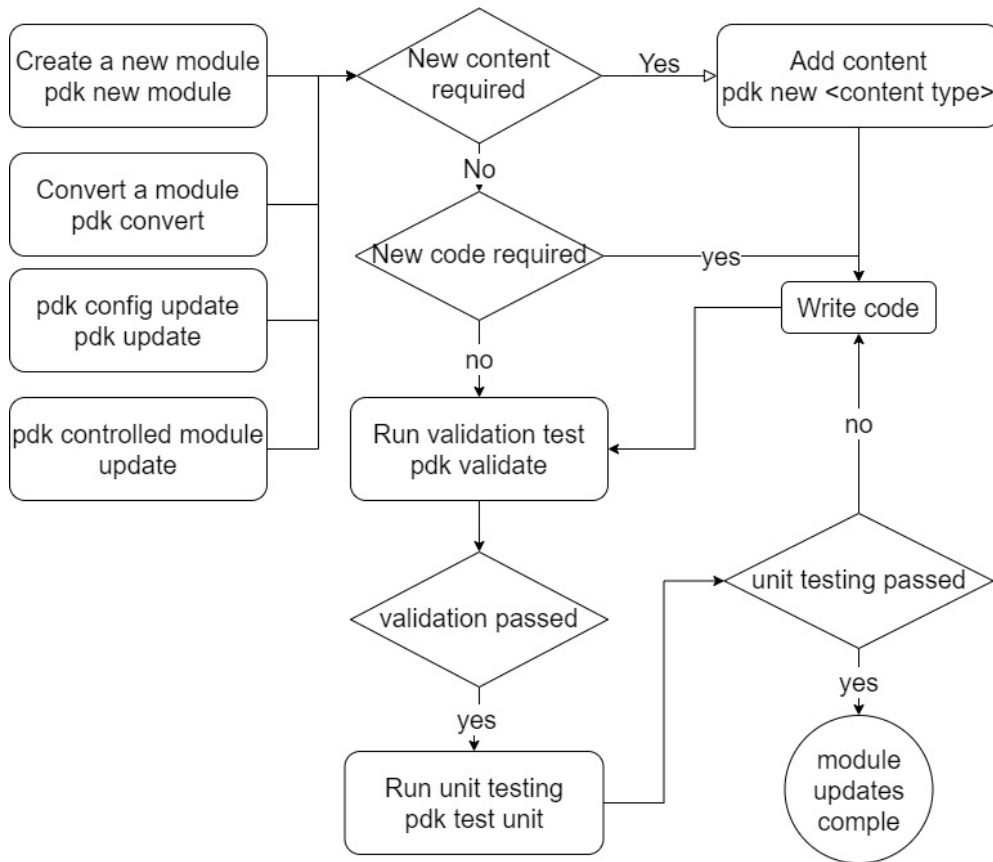 Create a new module
pdk new module
New content
required
Yes
Add content
pdk new <content type>
Convert a module
pdk convert
No
New code required
yes
pdk config update
pdk update
Write code
no
pdk controlled module
update
Run validation test
pdk validate
no
validation passed
unit testing passed
yes
yes
Run unit testing
pdk test unit
module
updates
comple